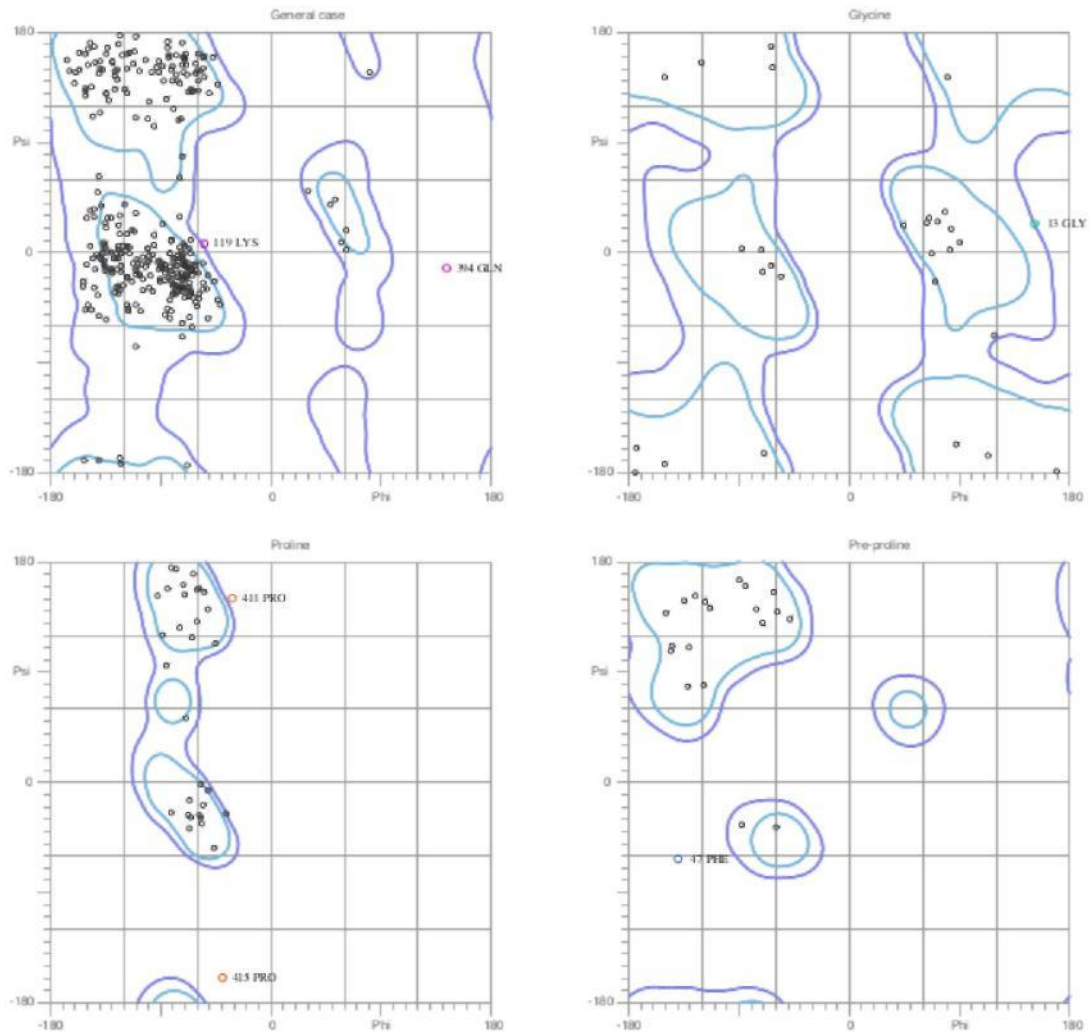 General case
Glycine
180
180
Psi
Psi
119 LYS
13 GLY
0
0
394 GLN
-180
-180
-180
0
Phi
180
-180
0
Phi
180
Proline
Pre-proline
180
180
411 PRO
Psi
Psi
0
0
47 PHE
415 PRO
-180
-180
-180
0
Phi
180
-180
0
Phi
180